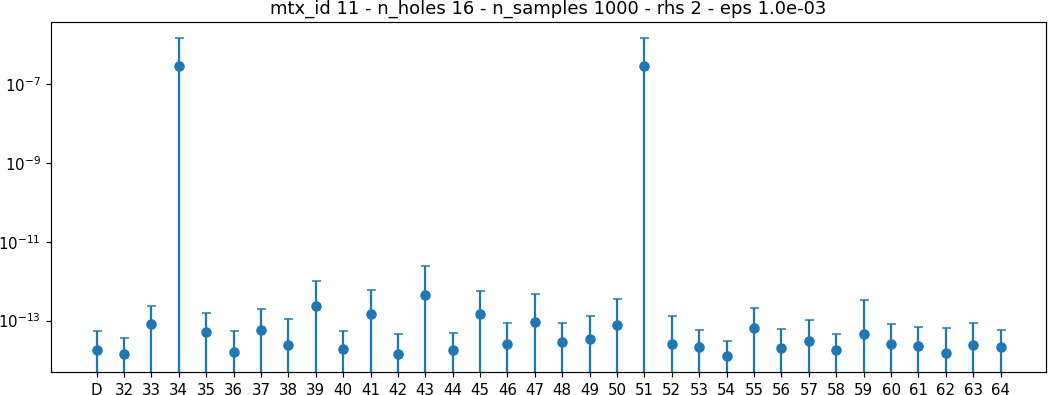 mtx_id 11 - n_holes 16 - n_samples 1000 - rhs 2 - eps 1.0e-03
10⁻⁷
10⁻⁹
10⁻¹¹
10⁻¹³
D 32 33 34 35 36 37 38 39 40 41 42 43 44 45 46 47 48 49 50 51 52 53 54 55 56 57 58 59 60 61 62 63 64